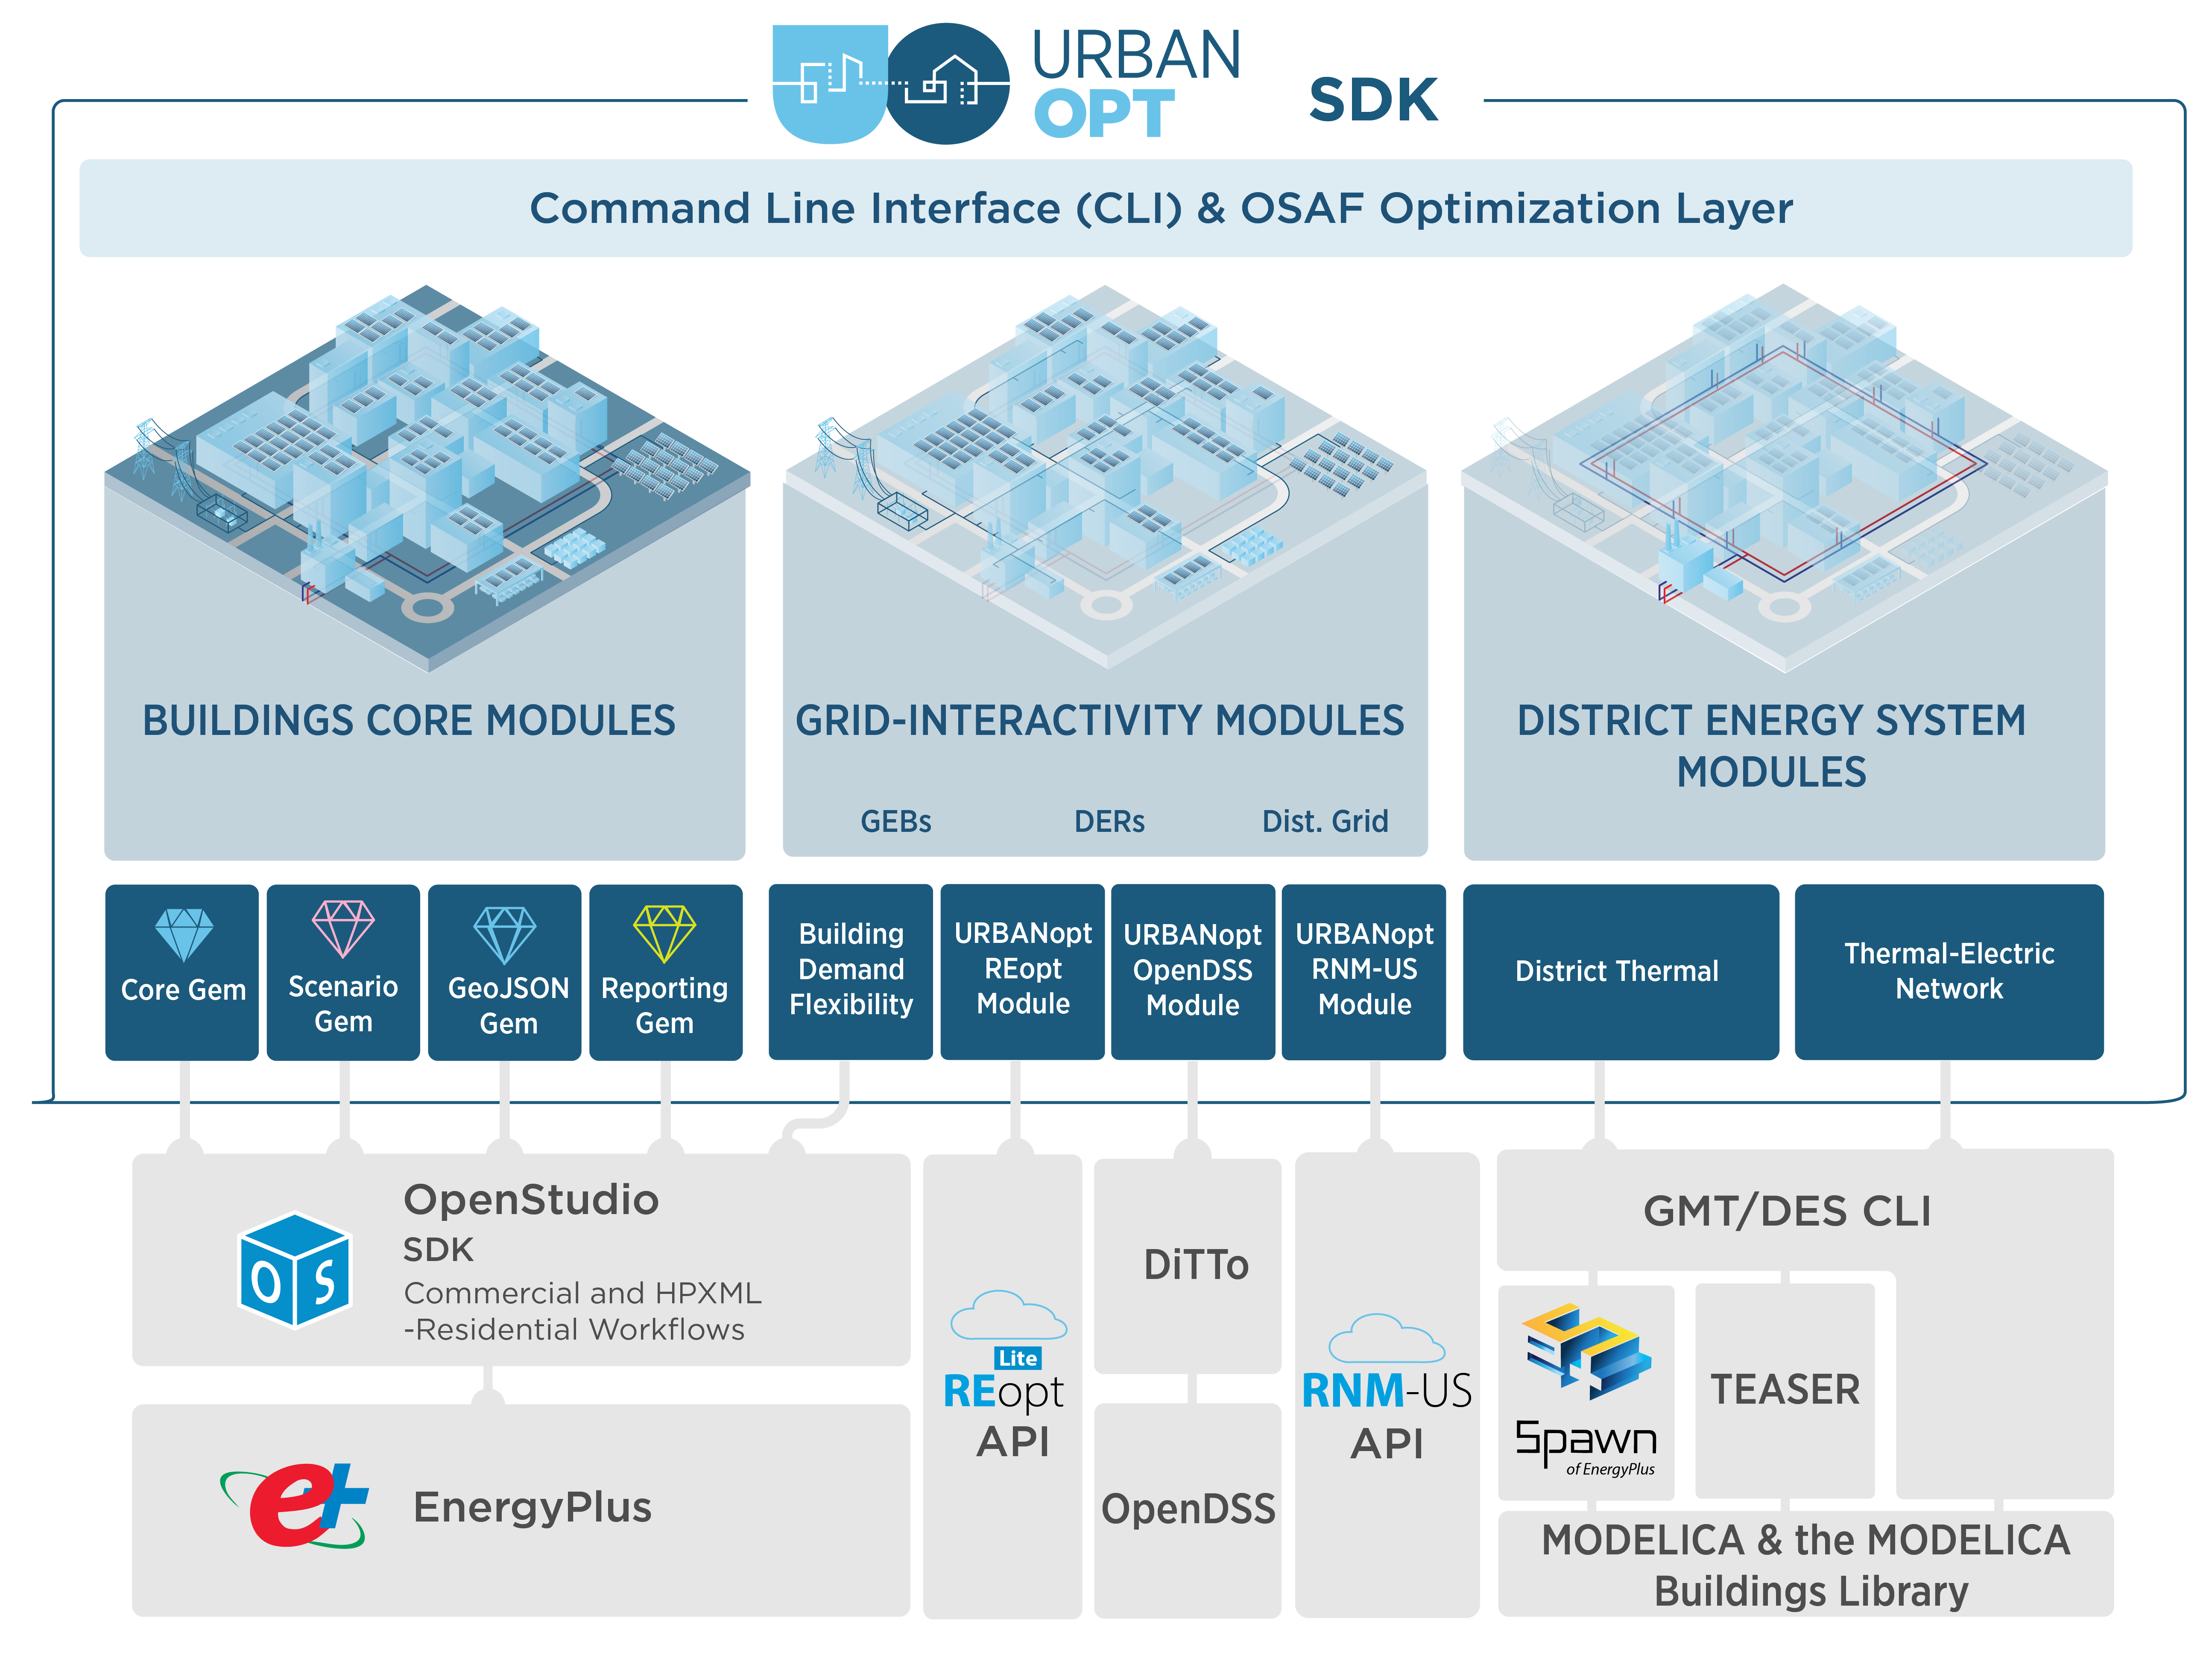 URBAN
OPT
SDK
Command Line Interface (CLI) & OSAF Optimization Layer
BUILDINGS CORE MODULES
GRID-INTERACTIVITY MODULES
GEBs
DERs
Dist. Grid
DISTRICT ENERGY SYSTEM
MODULES
Core Gem
Scenario
Gem
GeoJSON
Gem
Reporting
Gem
Building
Demand
Flexibility
URBANopt
REopt
Module
URBANopt
OpenDSS
Module
URBANopt
RNM-US
Module
District Thermal
Thermal-Electric
Network
OS
OpenStudio
SDK
Commercial and HPXML
-Residential Workflows
e+
EnergyPlus
Lite
REopt
API
DiTTo
OpenDSS
RNM-US
API
GMT/DES CLI
Spawn
of EnergyPlus
TEASER
MODELICA & the MODELICA
Buildings Library